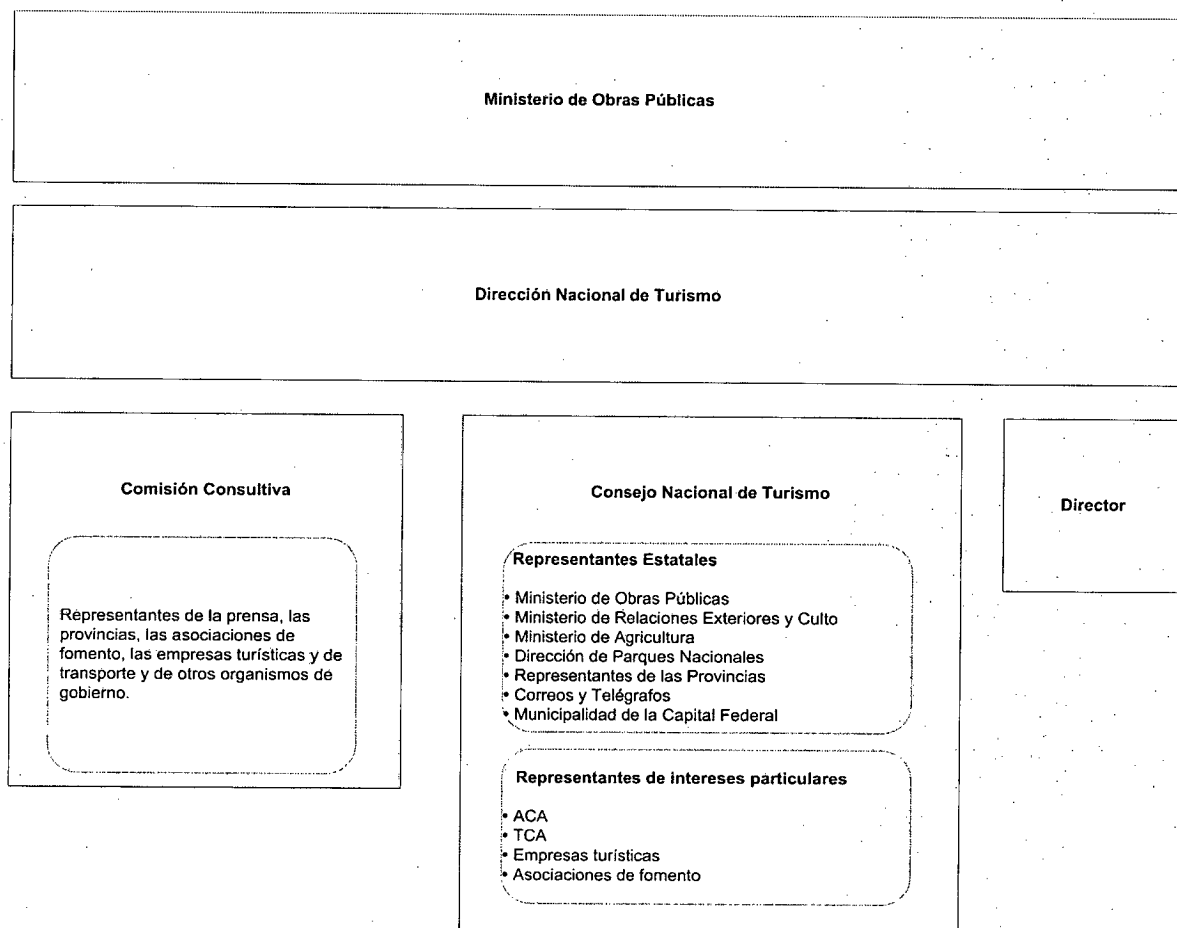 Ministerio de Obras Públicas
Dirección Nacional de Turismo
Comisión Consultiva
Representantes de la prensa, las
provincias, las asociaciones de
fomento, las empresas turísticas y de
transporte y de otros organismos de
gobierno.
Consejo Nacional de Turismo
Representantes Estatales
• Ministerio de Obras Públicas
• Ministerio de Relaciones Exteriores y Culto
• Ministerio de Agricultura
• Dirección de Parques Nacionales
• Representantes de las Provincias
• Correos y Telégrafos
• Municipalidad de la Capital Federal
Representantes de intereses particulares
• ACA
• TCA
• Empresas turísticas
• Asociaciones de fomento
Director